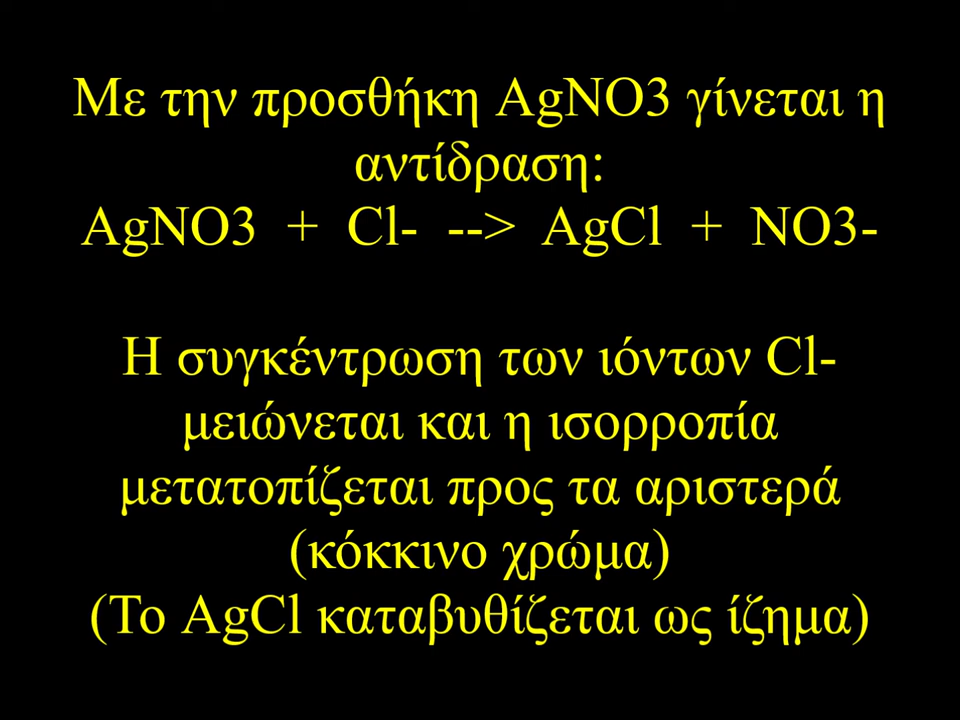 Με την προσθήκη AgNO3 γίνεται η
αντίδραση:
AgNO3 + Cl- --> AgCl + NO3-
Η συγκέντρωση των ιόντων Cl-
μειώνεται και η ισορροπία
μετατοπίζεται προς τα αριστερά
(κόκκινο χρώμα)
(Το AgCl καταβυθίζεται ως ίζημα)